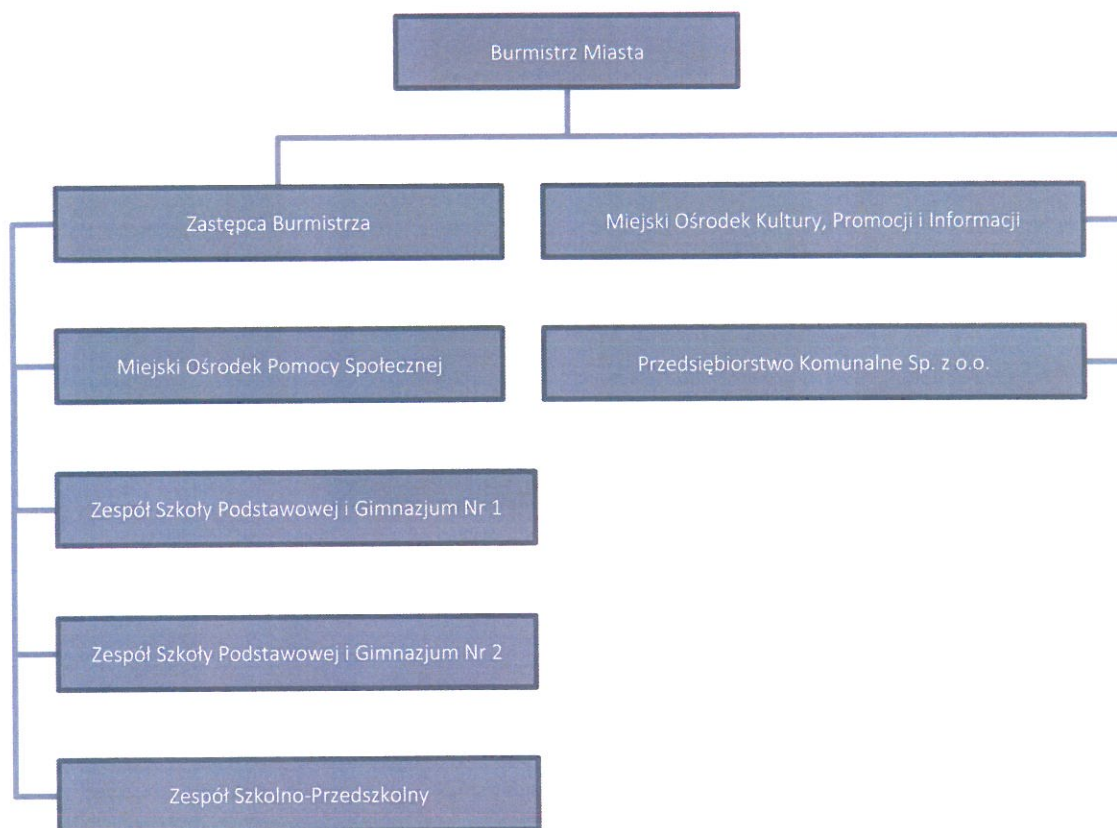 Burmistrz Miasta
Zastępca Burmistrza
Miejski Ośrodek Kultury, Promocji i Informacji
Miejski Ośrodek Pomocy Społecznej
Przedsiębiorstwo Komunalne Sp. z o.o.
Zespół Szkoły Podstawowej i Gimnazjum Nr 1
Zespół Szkoły Podstawowej i Gimnazjum Nr 2
Zespół Szkolno-Przedszkolny